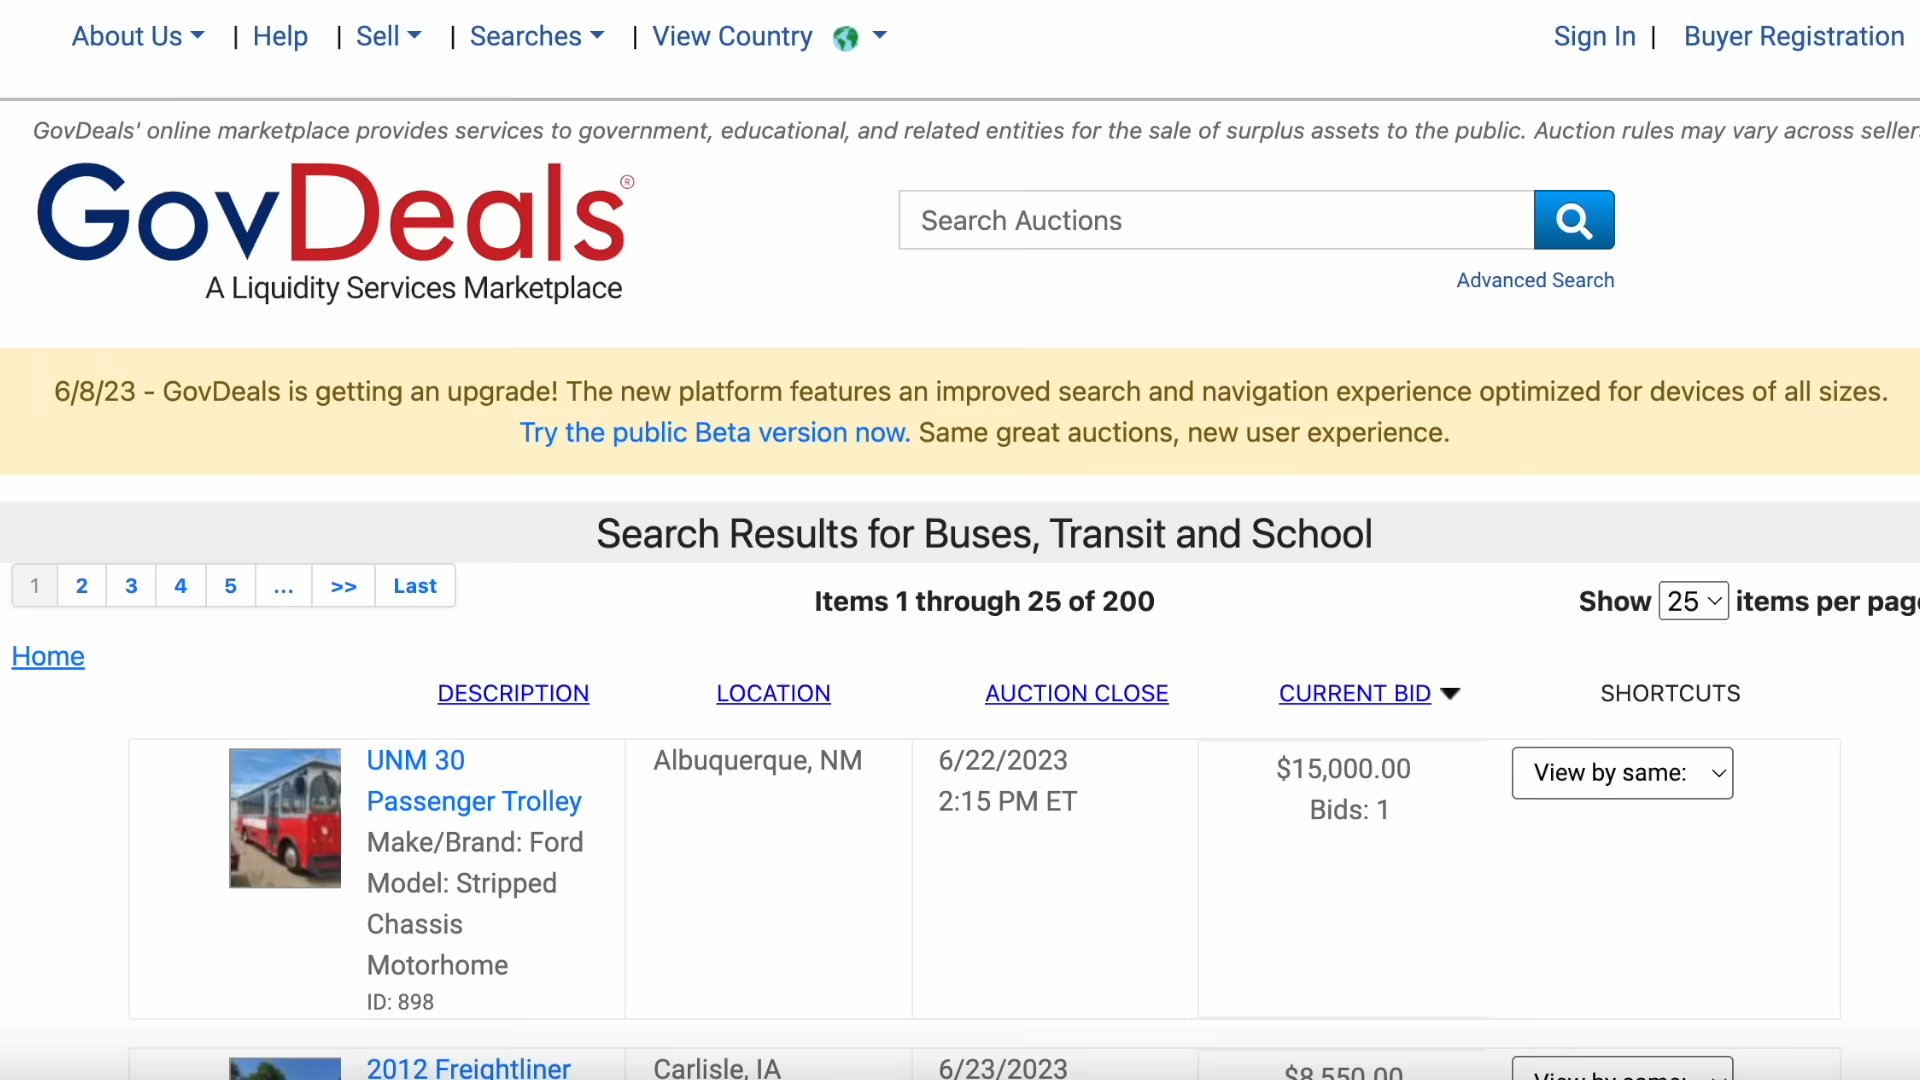 About Us | Help | Sell | Searches | View Country Sign In | Buyer Registration
GovDeals' online marketplace provides services to government, educational, and related entities for the sale of surplus assets to the public. Auction rules may vary across
GovDeals®
A Liquidity Services Marketplace
Search Auctions
Advanced Search
6/8/23 - GovDeals is getting an upgrade! The new platform features an improved search and navigation experience optimized for devices of all sizes.
Try the public Beta version now. Same great auctions, new user experience.
Search Results for Buses, Transit and School
1 2 3 4 5 ... >> Last
Items 1 through 25 of 200
Show 25 items per
Home
DESCRIPTION LOCATION AUCTION CLOSE CURRENT BID SHORTCUTS
UNM 30
Passenger Trolley
Make/Brand: Ford
Model: Stripped
Chassis
Motorhome
ID: 898
Albuquerque, NM
6/22/2023
2:15 PM ET
$15,000.00
Bids: 1
View by same:
2012 Freightliner
Carlisle, IA
6/23/2023
$8,550.00
View by same: